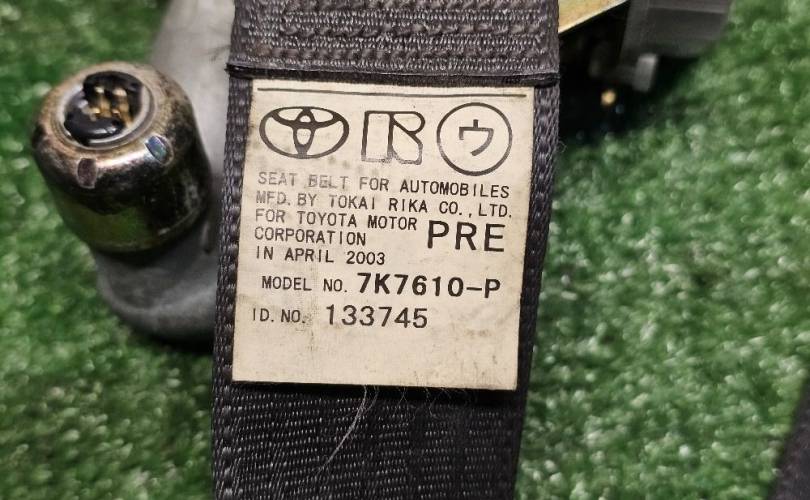 R ウ
SEAT BELT FOR AUTOMOBILES
MFD. BY TOKAI RIKA CO., LTD.
FOR TOYOTA MOTOR
CORPORATION PRE
IN APRIL 2003
MODEL NO. 7K7610-P
ID. NO. 133745